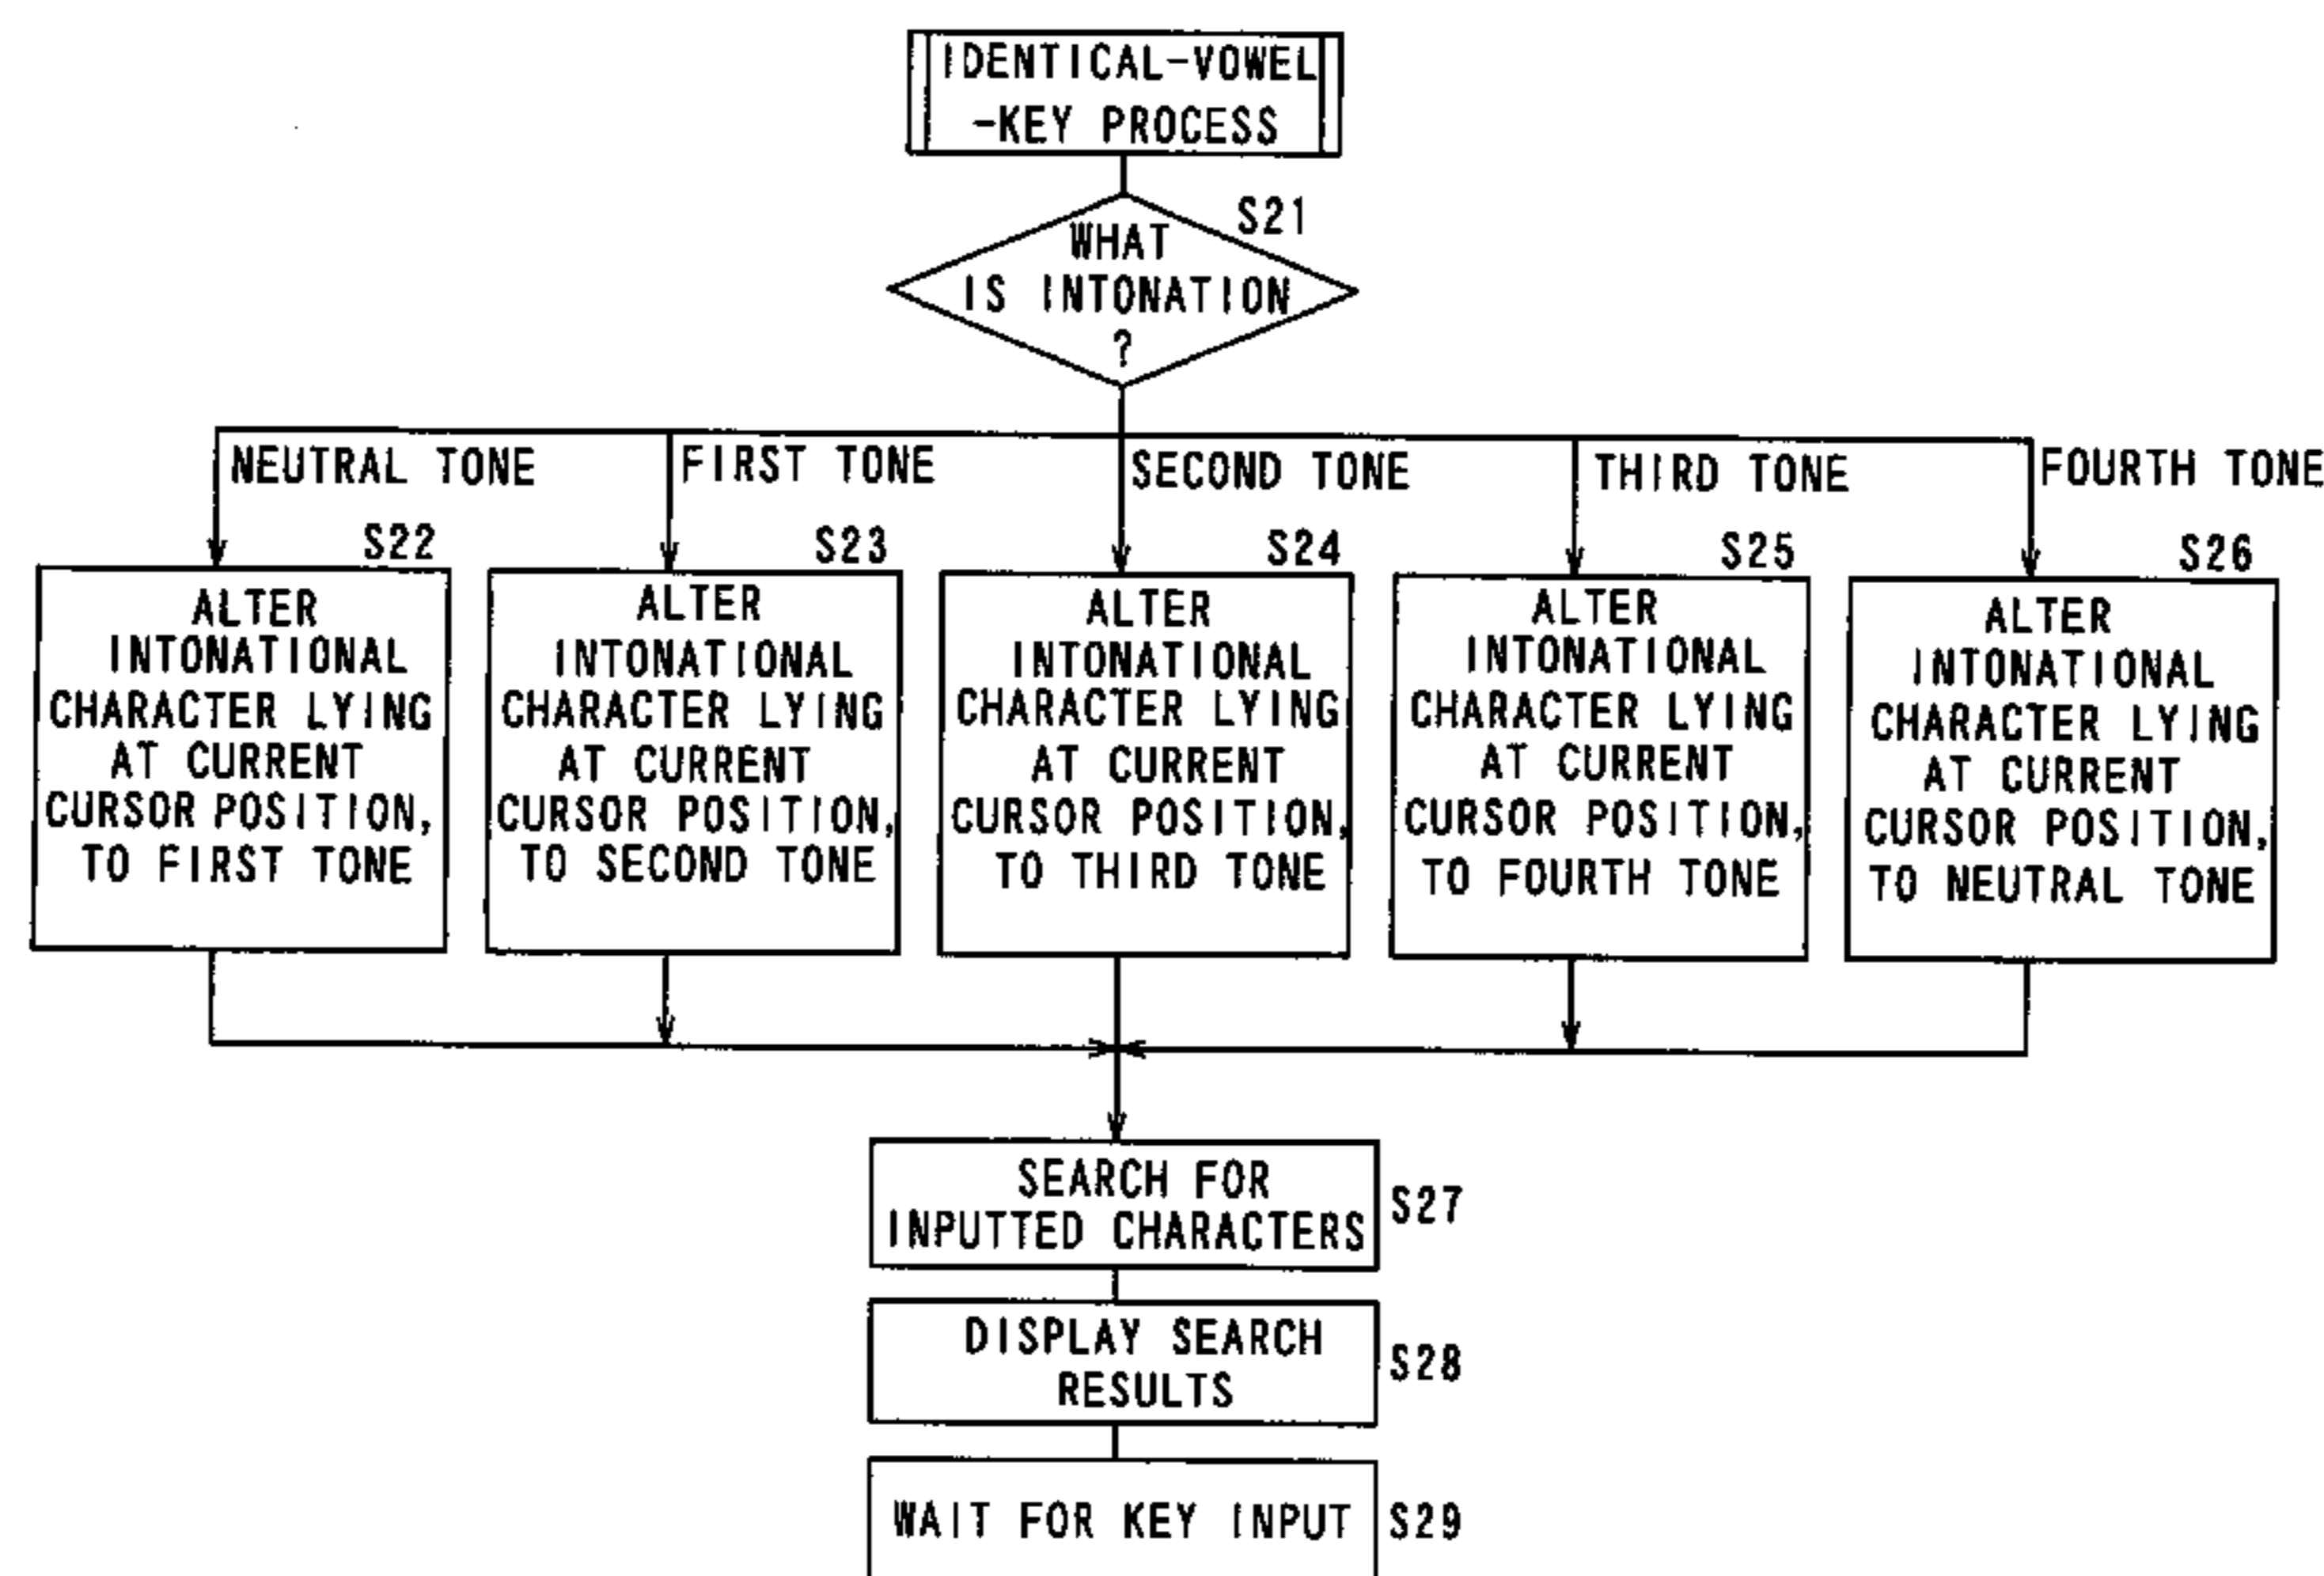 IDENTICAL-VOWEL
-KEY PROCESS
S21
WHAT
IS INTONATION
?
NEUTRAL TONE
FIRST TONE
SECOND TONE
THIRD TONE
FOURTH TONE
S22
ALTER
INTONATIONAL
CHARACTER LYING
AT CURRENT
CURSOR POSITION,
TO FIRST TONE
S23
ALTER
INTONATIONAL
CHARACTER LYING
AT CURRENT
CURSOR POSITION,
TO SECOND TONE
S24
ALTER
INTONATIONAL
CHARACTER LYING
AT CURRENT
CURSOR POSITION,
TO THIRD TONE
S25
ALTER
INTONATIONAL
CHARACTER LYING
AT CURRENT
CURSOR POSITION,
TO FOURTH TONE
S26
ALTER
INTONATIONAL
CHARACTER LYING
AT CURRENT
CURSOR POSITION,
TO NEUTRAL TONE
SEARCH FOR
INPUTTED CHARACTERS
S27
DISPLAY SEARCH
RESULTS
S28
WAIT FOR KEY INPUT
S29